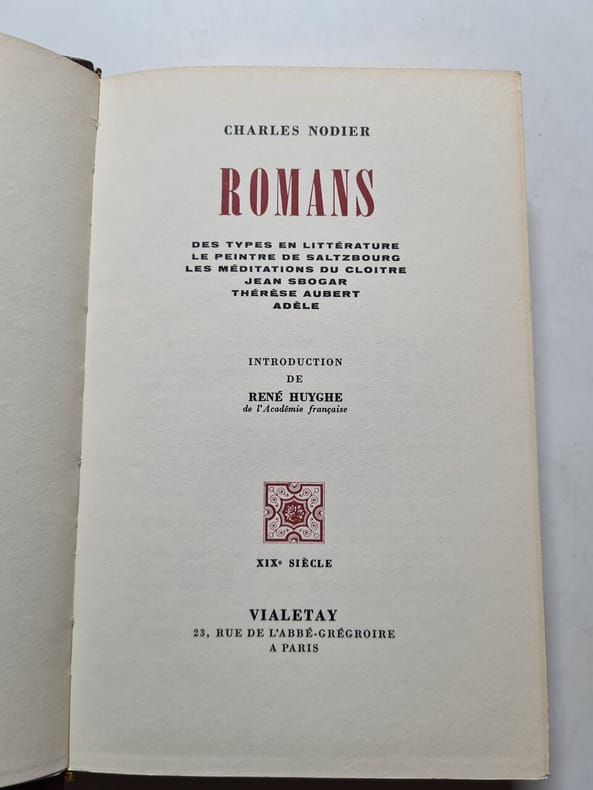 CHARLES NODIER
ROMANS
DES TYPES EN LITTÉRATURE
LE PEINTRE DE SALTZBOURG
LES MÉDITATIONS DU CLOITRE
JEAN SBOGAR
THÉRÈSE AUBERT
ADÈLE
INTRODUCTION
DE
RENÉ HUYGHE
de l'Académie française
XIXe SIÈCLE
VIALETAY
23, RUE DE L'ABBÉ-GRÉGROIRE
A PARIS